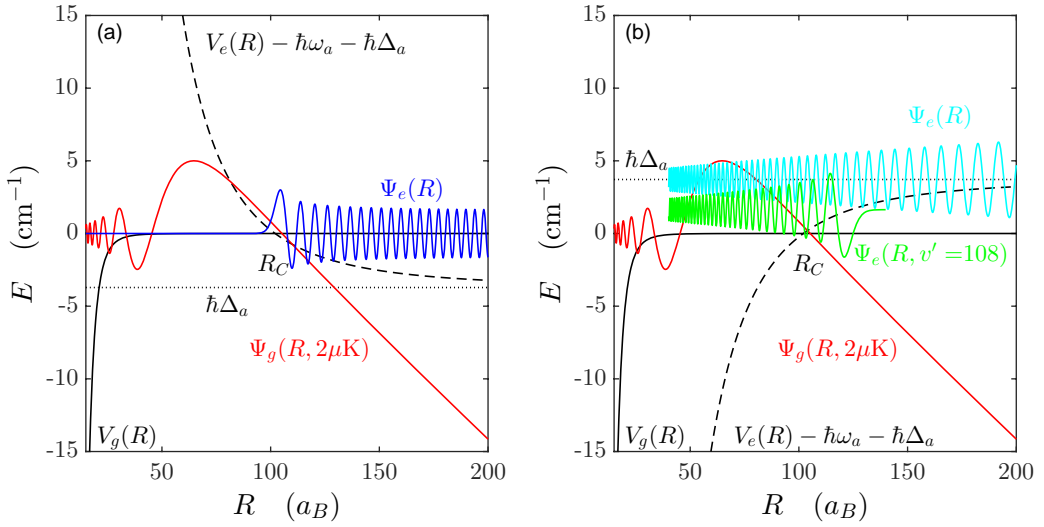 (a)
15
10
5
0
-5
-10
-15
50
100
150
200
E (cm⁻¹)
R (a_B)
V_e(R) − ℏω_a − ℏΔ_a
Ψ_e(R)
R_C
ℏΔ_a
Ψ_g(R, 2μK)
V_g(R)
(b)
15
10
5
0
-5
-10
-15
50
100
150
200
E (cm⁻¹)
R (a_B)
Ψ_e(R)
ℏΔ_a
Ψ_e(R, v′ =108)
R_C
Ψ_g(R, 2μK)
V_g(R)
V_e(R) − ℏω_a − ℏΔ_a